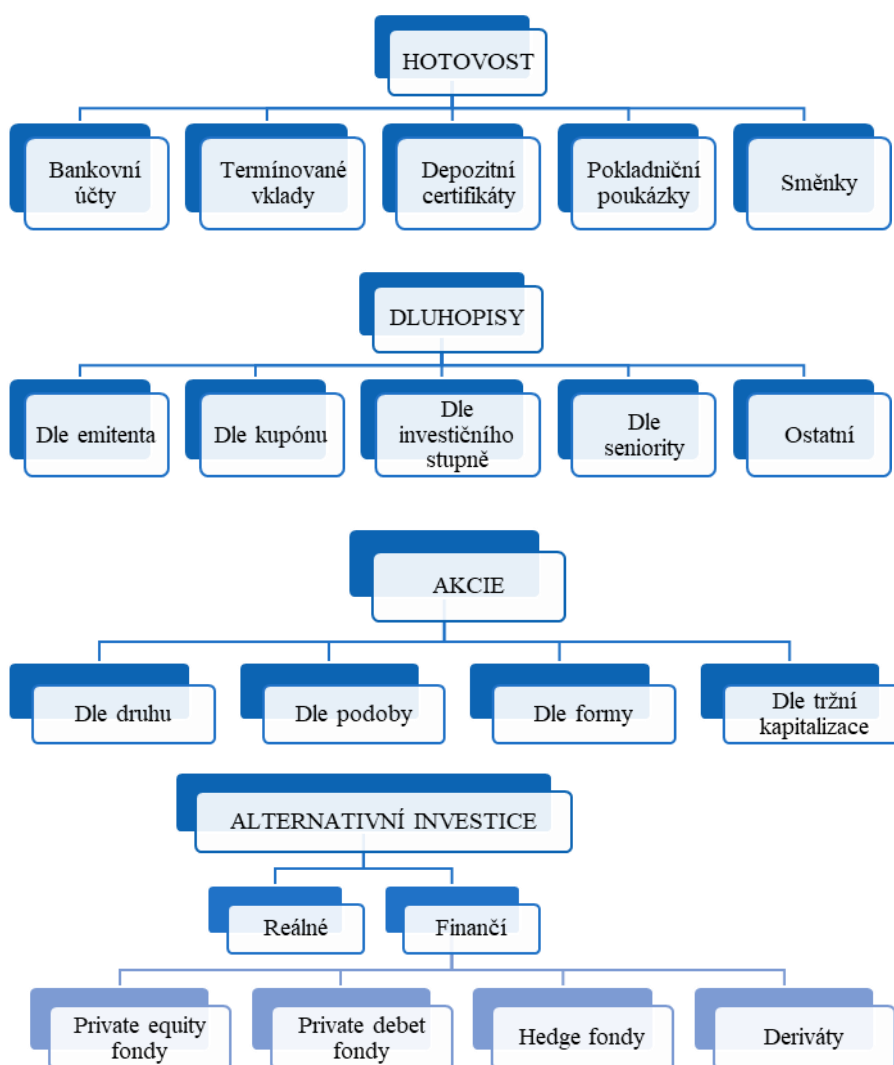 HOTOVOST
Bankovní
účty
Termínované
vklady
Depozitní
certifikáty
Pokladniční
poukázky
Směnky
DLUHOPISY
Dle emitenta
Dle kupónu
Dle
investičního
stupně
Dle
seniority
Ostatní
AKCIE
Dle druhu
Dle podoby
Dle formy
Dle tržní
kapitalizace
ALTERNATIVNÍ INVESTICE
Reálné
Finančí
Private equity
fondy
Private debet
fondy
Hedge fondy
Deriváty